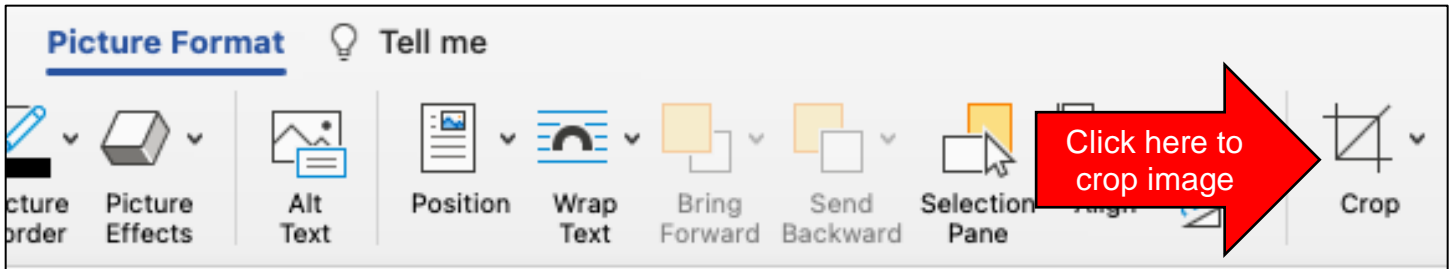 Picture Format Tell me
Click here to
crop image
cture
order
Picture
Effects
Alt
Text
Position
Wrap
Text
Bring
Forward
Send
Backward
Selection
Pane
Align
Crop